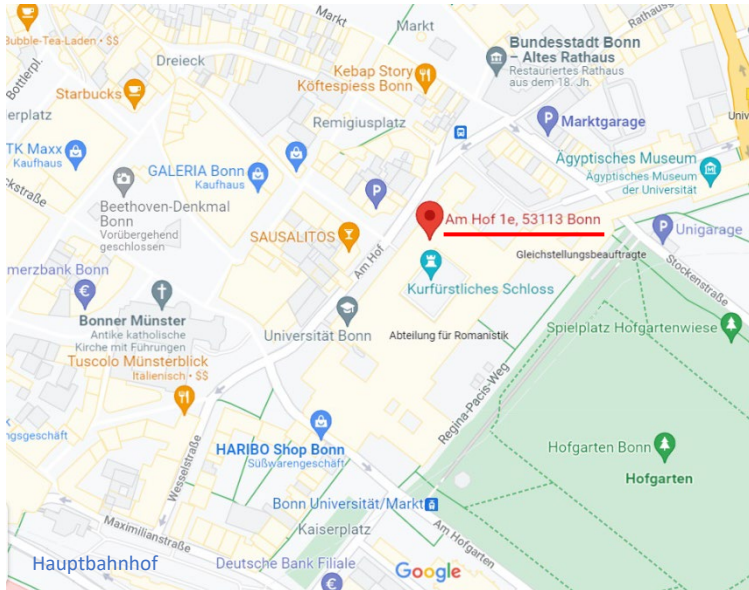 Bubble-Tea-Laden • $$
Bottlerpl.
Dreieck
Markt
Markt
Rathausg
Bundesstadt Bonn
– Altes Rathaus
Restauriertes Rathaus
aus dem 18. Jh.
Kebap Story
Köftespiess Bonn
Starbucks
Remigiusplatz
Marktgarage
TK Maxx
Kaufhaus
GALERIA Bonn
Kaufhaus
Ägyptisches Museum
Ägyptisches Museum
der Universität
Beethoven-Denkmal
Bonn
Vorübergehend
geschlossen
SAUSALITOS
Am Hof
Am Hof 1e, 53113 Bonn
Unigarage
Gleichstellungsbeauftragte
Stockenstraße
merzbank Bonn
Kurfürstliches Schloss
Bonner Münster
Antike katholische
Kirche mit Führungen
Universität Bonn
Abteilung für Romanistik
Spielplatz Hofgartenwiese
Tuscolo Münsterblick
Italienisch • $$
Regina-Pacis-Weg
ngsgeschäft
HARIBO Shop Bonn
Süßwarengeschäft
Wesselstraße
Hofgarten Bonn
Hofgarten
Bonn Universität/Markt
Maximilianstraße
Kaiserplatz
Am Hofgarten
Hauptbahnhof
Deutsche Bank Filiale
Google